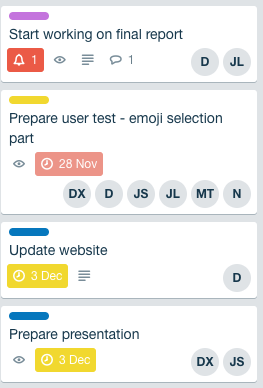 Start working on final report
1 1 D JL
Prepare user test - emoji selection
part
28 Nov
DX D JS JL MT N
Update website
3 Dec D
Prepare presentation
3 Dec DX JS